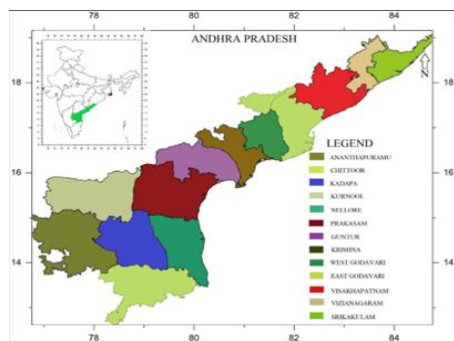 78 80 82 84
ANDHRA PRADESH
N
18
18
16
16
14
14
LEGEND
ANANTHAPURAMU
CHITTOOR
KADAPA
KURNOOL
NELLORE
PRAKASAM
GUNTUR
KRISHNA
WEST GODAVARI
EAST GODAVARI
VISAKHAPATNAM
VIZIANAGARAM
SRIKAKULAM
78 80 82 84